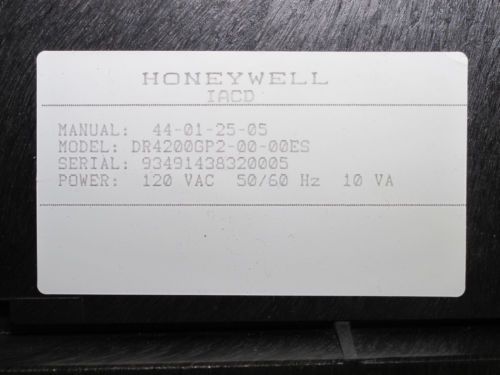 HONEYWELL
IACD
MANUAL: 44-01-25-05
MODEL: DR4200GP2-00-00ES
SERIAL: 93491438320005
POWER: 120 VAC 50/60 Hz 10 VA